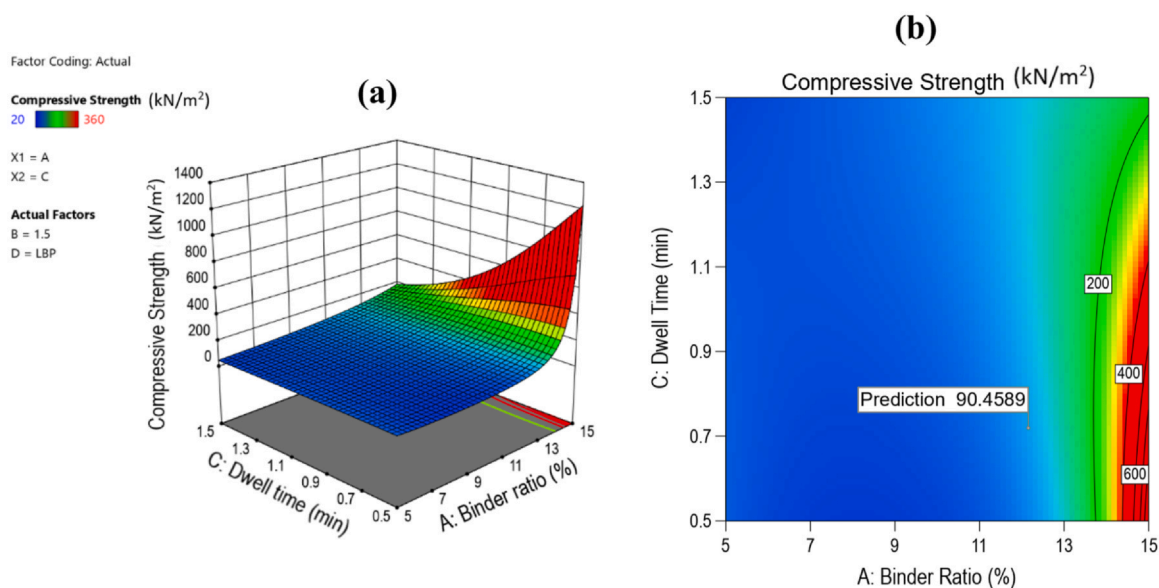 Factor Coding: Actual
Compressive Strength (kN/m²)
20 360
X1 = A
X2 = C
Actual Factors
B = 1.5
D = LBP
(a)
1400
1200
1000
800
600
400
200
0
Compressive Strength (kN/m²)
1.5
1.3
1.1
0.9
0.7
0.5
C: Dwell time (min)
5
7
9
11
13
15
A: Binder ratio (%)
(b)
Compressive Strength (kN/m²)
1.5
1.3
1.1
0.9
0.7
0.5
C: Dwell Time (min)
200
400
600
Prediction 90.4589
5 7 9 11 13 15
A: Binder Ratio (%)